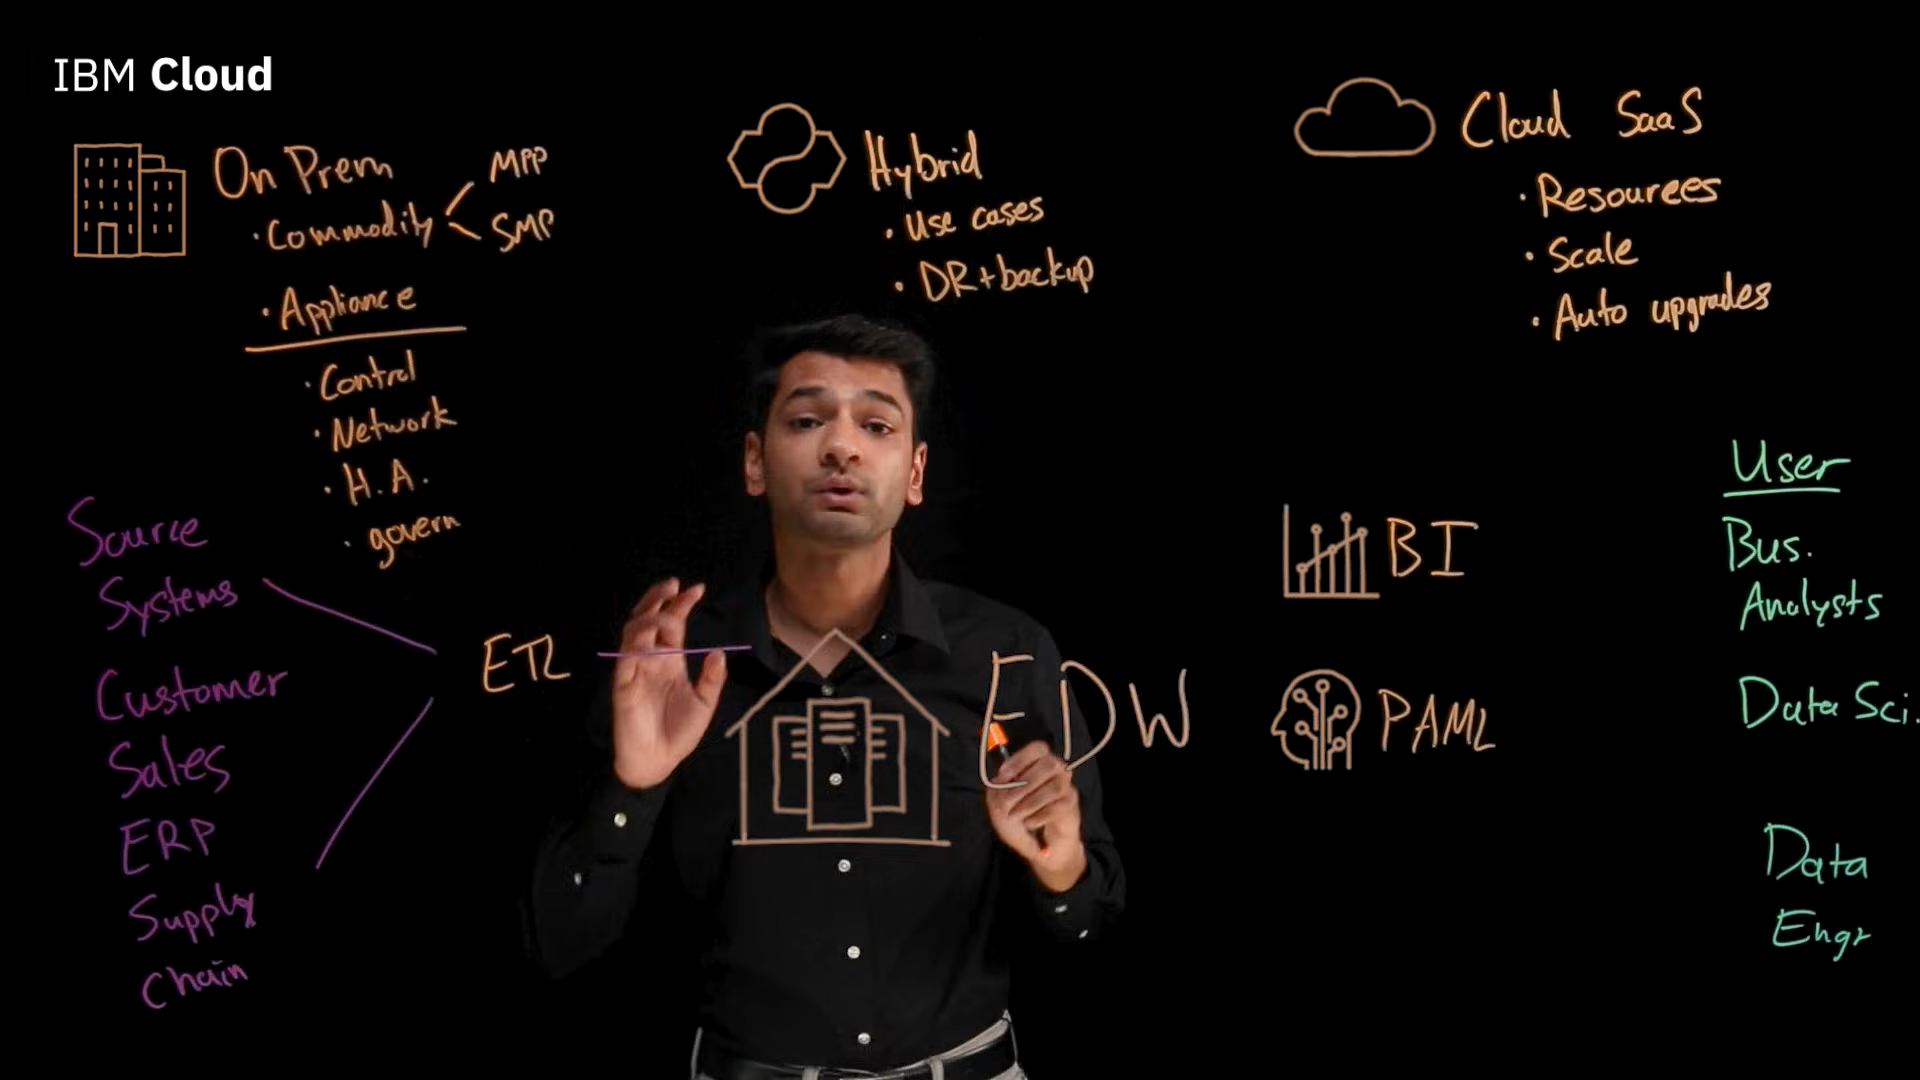 IBM Cloud
On Prem
· Commodity
MPP
SMP
· Appliance
· Control
· Network
· H.A.
· govern
Hybrid
· Use cases
· DR + backup
Cloud SaaS
· Resourees
· Scale
· Auto upgrades
Source
Systems
Customer
Sales
ERP
Supply
Chain
ETL
EDW
BI
PAML
User
Bus.
Analysts
Data Sci.
Data
Engr